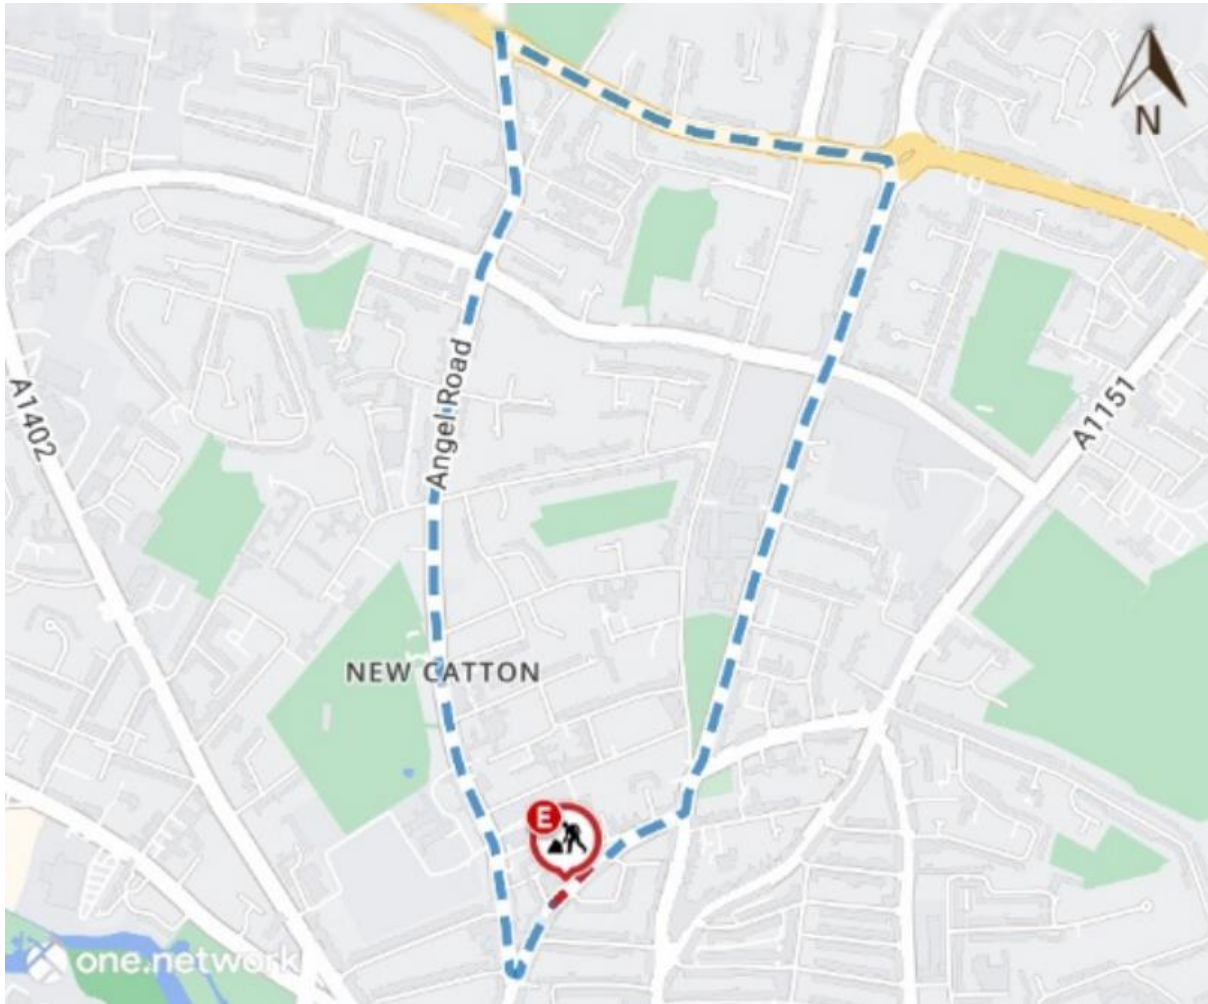 N
Angel Road
A1402
A1151
NEW CATTON
E
one.network